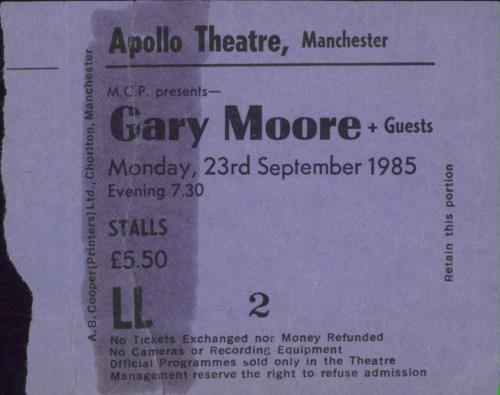 Apollo Theatre, Manchester
M.C.P. presents—
Gary Moore + Guests
Monday, 23rd September 1985
Evening 7.30
STALLS
£5.50
LL 2
No Tickets Exchanged nor Money Refunded
No Cameras or Recording Equipment
Official Programmes sold only in the Theatre
Management reserve the right to refuse admission
A.B. Cooper (Printers) Ltd., Chorlton, Manchester
Retain this portion